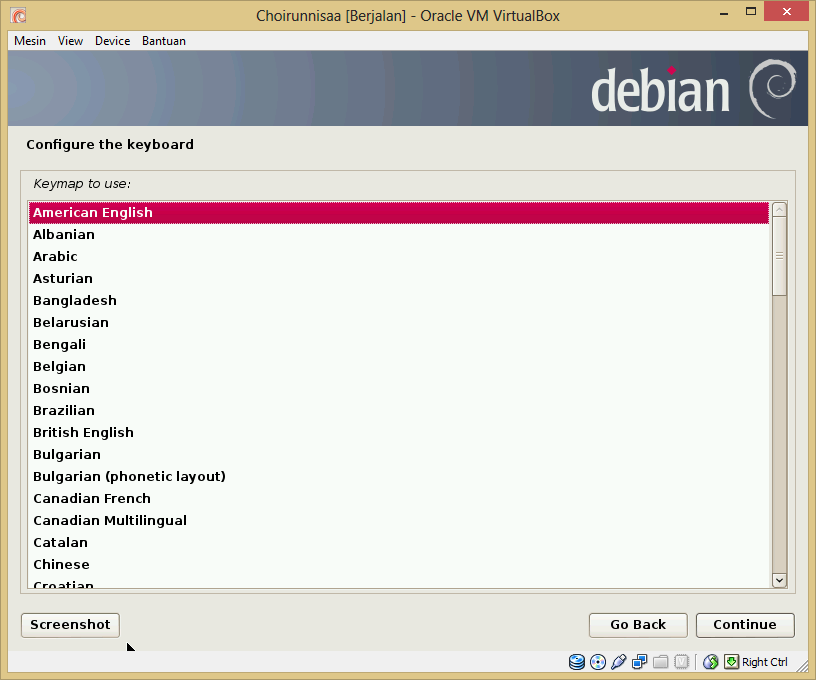 Choirunnisaa [Berjalan] - Oracle VM VirtualBox
Mesin View Device Bantuan
debian
Configure the keyboard
Keymap to use:
American English
Albanian
Arabic
Asturian
Bangladesh
Belarusian
Bengali
Belgian
Bosnian
Brazilian
British English
Bulgarian
Bulgarian (phonetic layout)
Canadian French
Canadian Multilingual
Catalan
Chinese
Croatian
Screenshot Go Back Continue
Right Ctrl